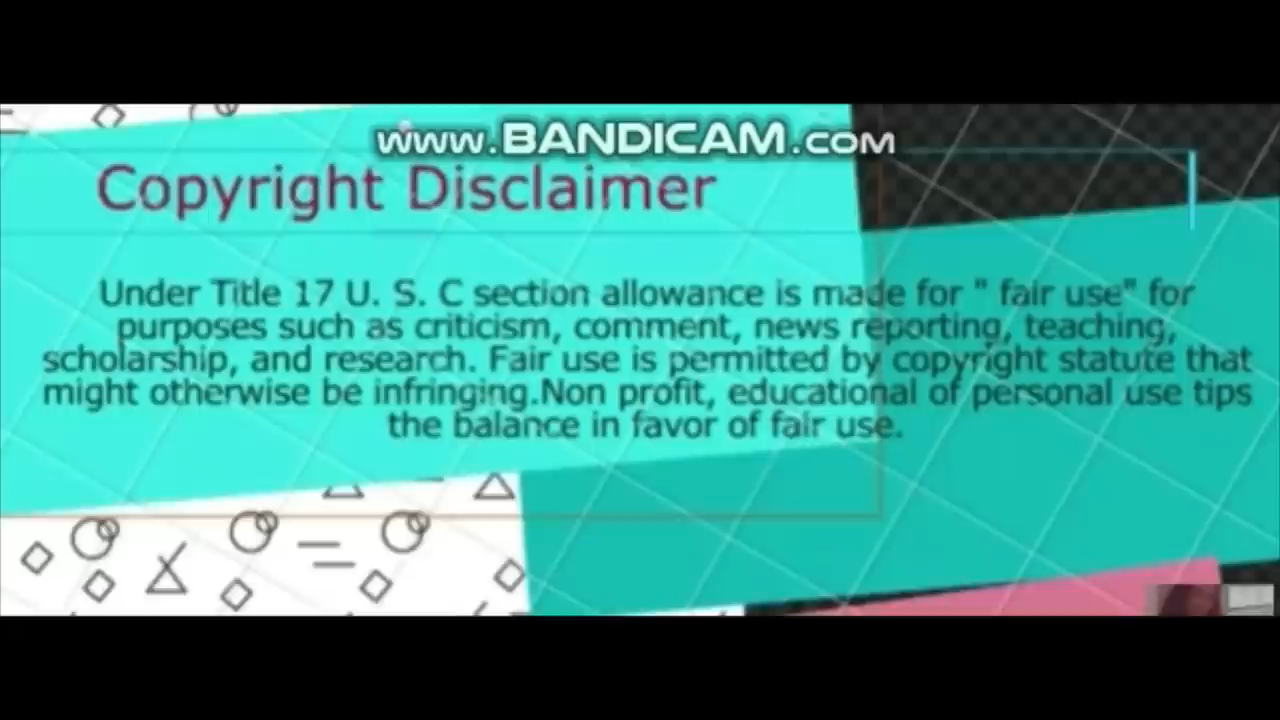 www.BANDICAM.com
Copyright Disclaimer
Under Title 17 U. S. C section allowance is made for " fair use" for
purposes such as criticism, comment, news reporting, teaching,
scholarship, and research. Fair use is permitted by copyright statute that
might otherwise be infringing.Non profit, educational of personal use tips
the balance in favor of fair use.